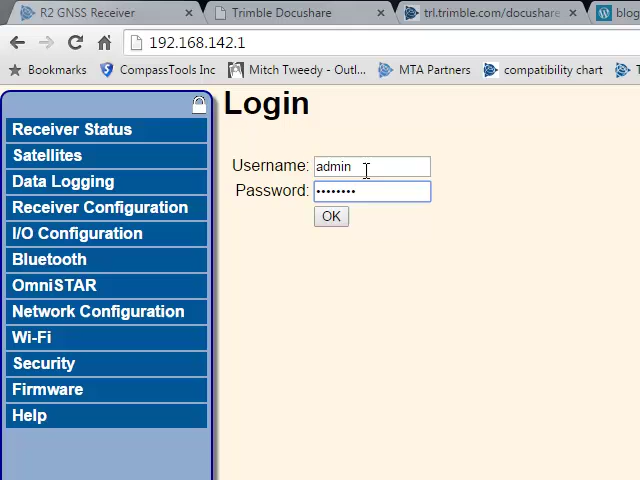 R2 GNSS Receiver × Trimble Docushare × trl.trimble.com/docushare × blog
192.168.142.1
Bookmarks CompassTools Inc Mitch Tweedy - Outl... MTA Partners compatibility chart Trimble
Login
Receiver Status
Satellites
Data Logging
Receiver Configuration
I/O Configuration
Bluetooth
OmniSTAR
Network Configuration
Wi-Fi
Security
Firmware
Help
Username: admin
Password: ••••••••
OK